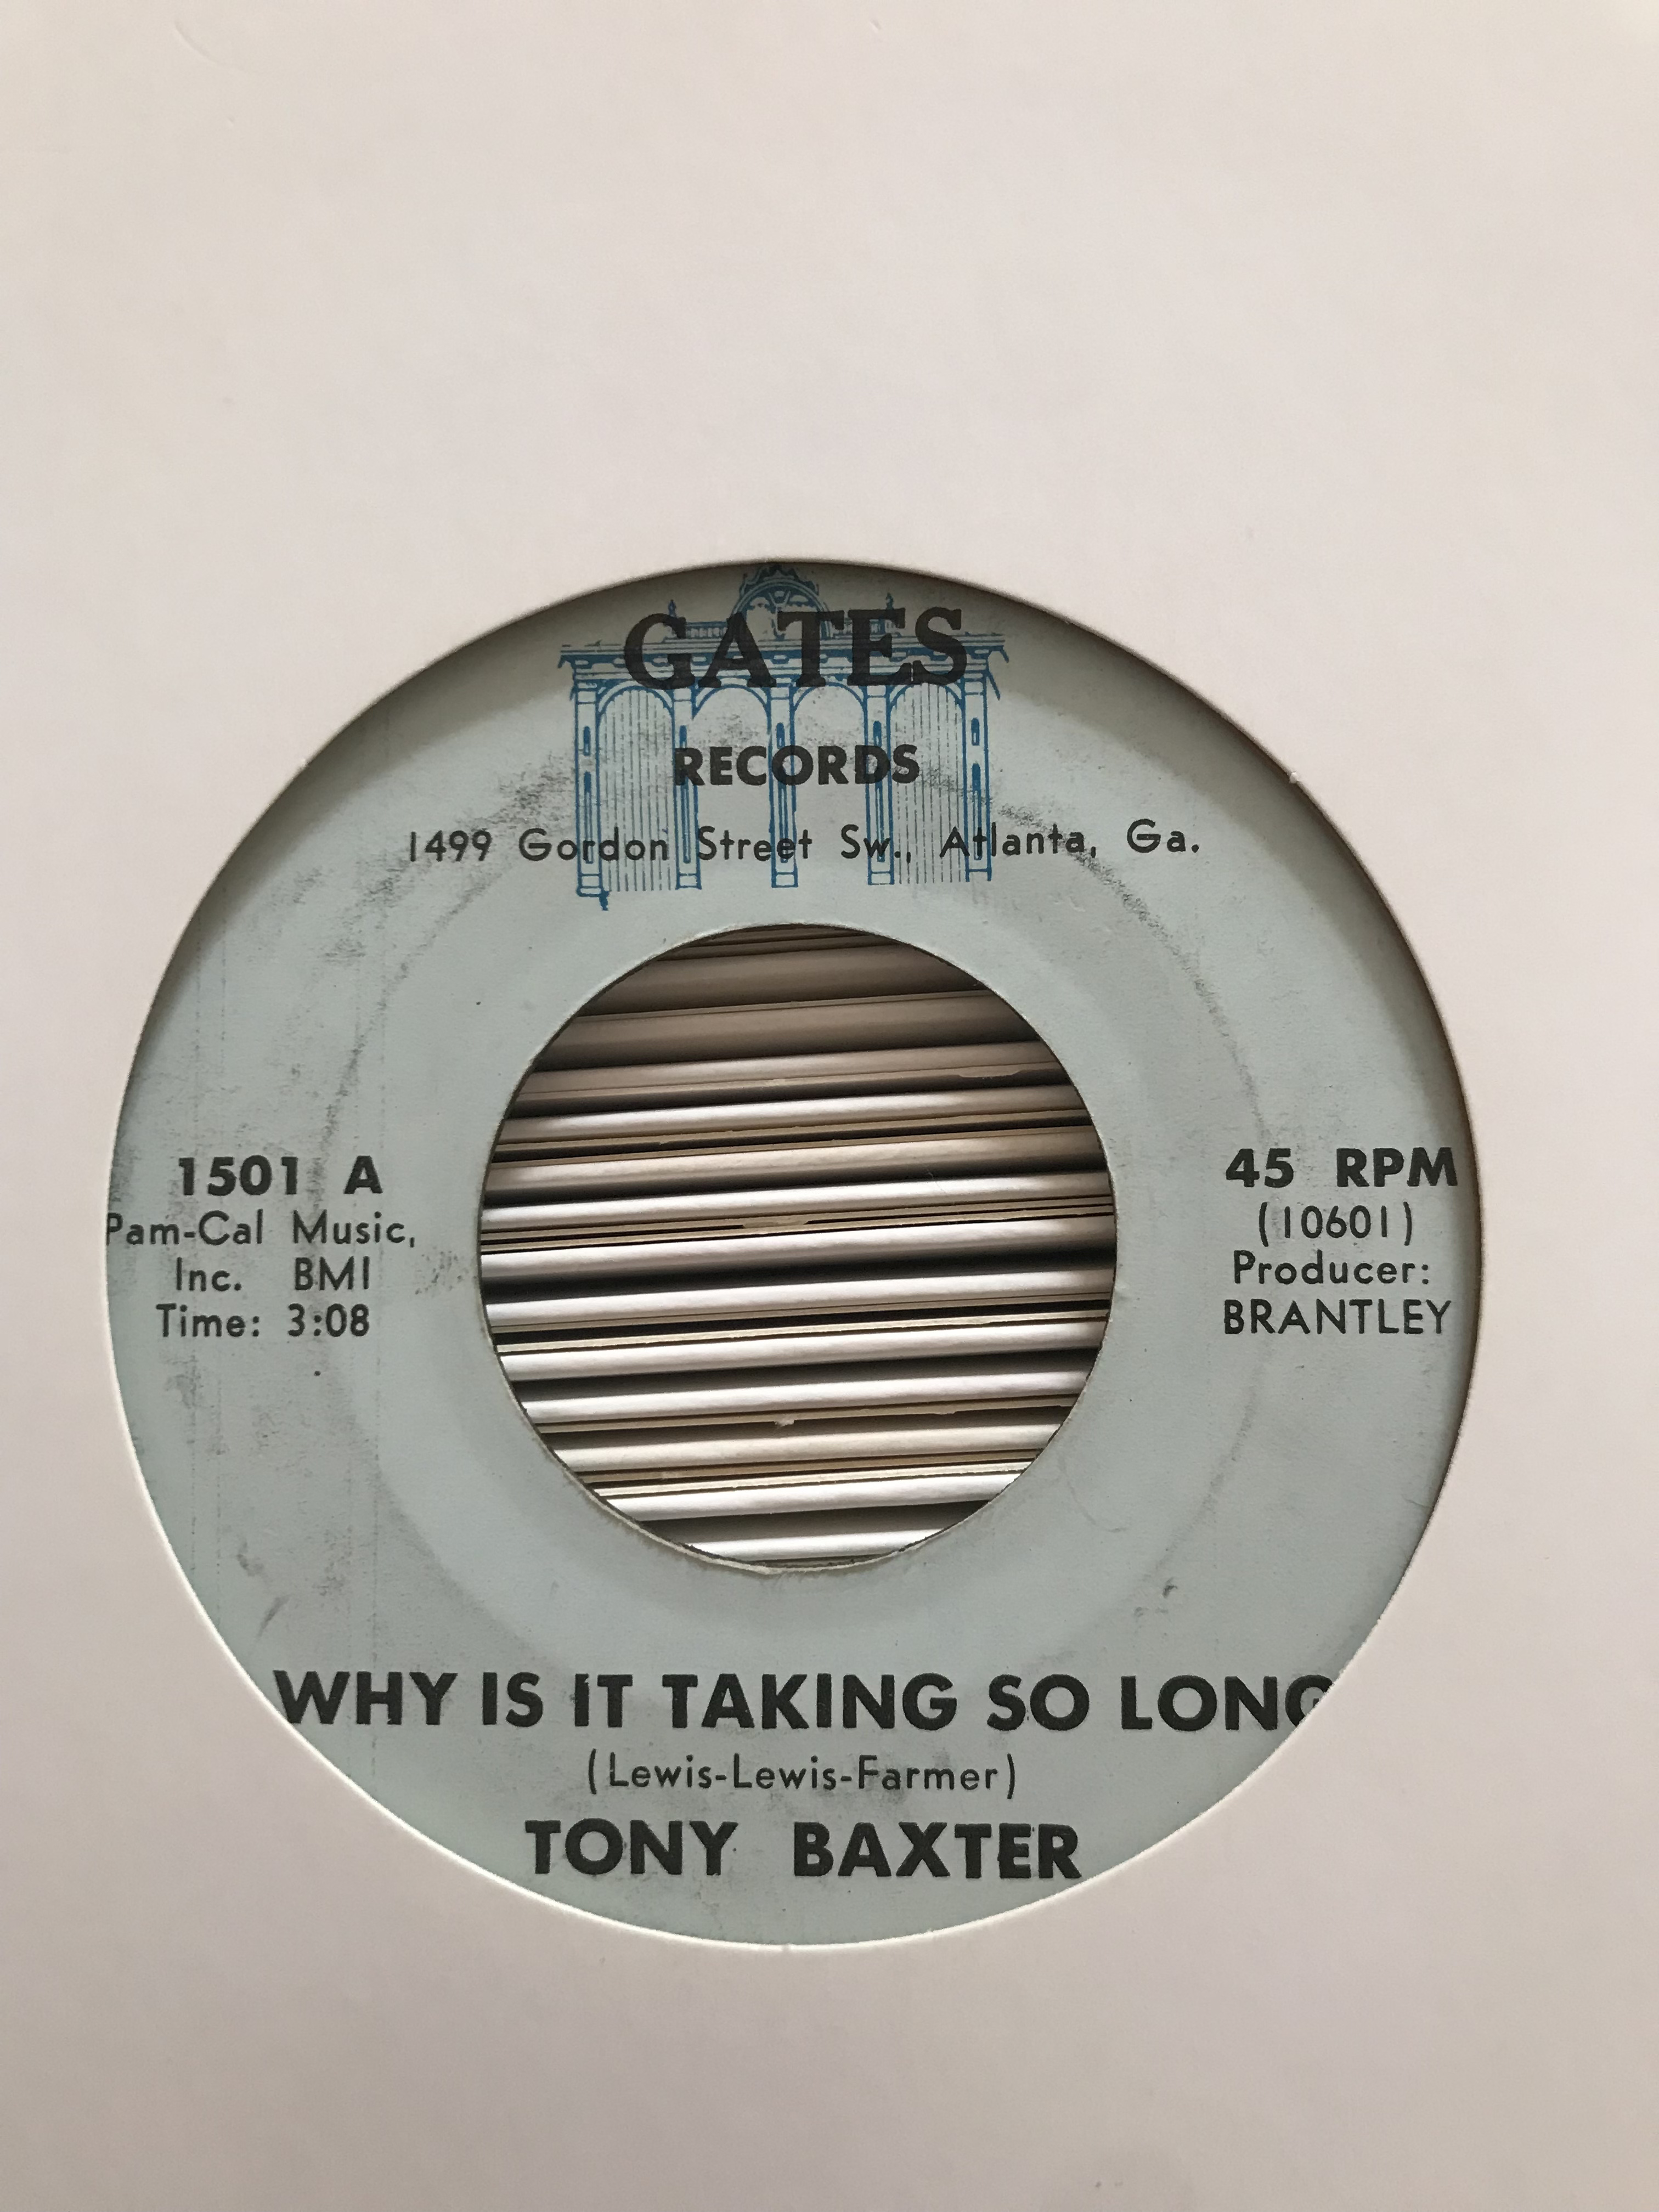 GATES
RECORDS
1499 Gordon Street Sw., Atlanta, Ga.
1501 A
Pam-Cal Music,
Inc. BMI
Time: 3:08
45 RPM
(10601)
Producer:
BRANTLEY
WHY IS IT TAKING SO LONG
(Lewis-Lewis-Farmer)
TONY BAXTER